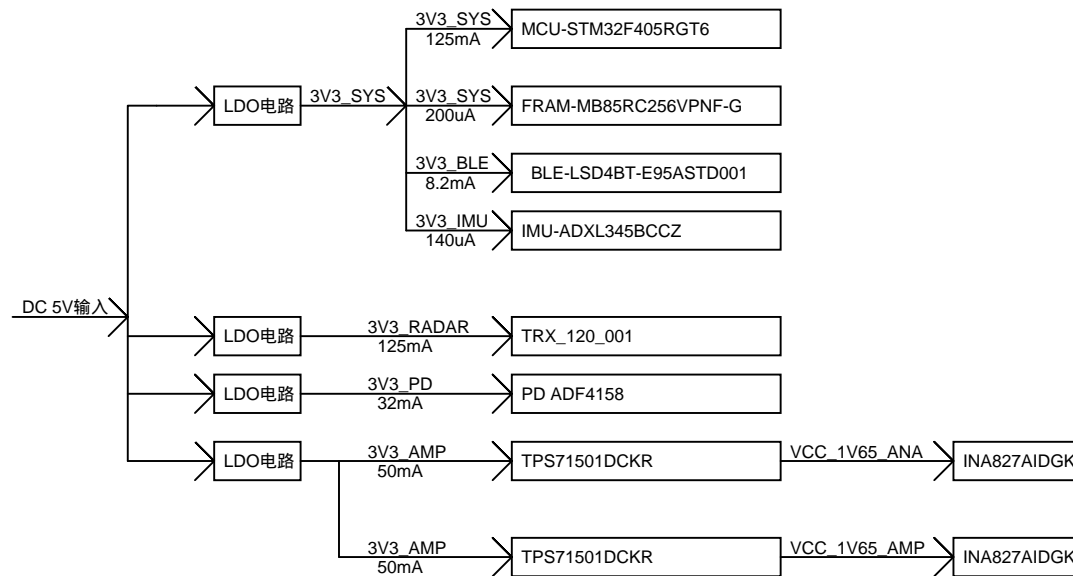 3V3_SYS
125mA
MCU-STM32F405RGT6
LDO电路
3V3_SYS
3V3_SYS
200uA
FRAM-MB85RC256VPNF-G
3V3_BLE
8.2mA
BLE-LSD4BT-E95ASTD001
3V3_IMU
140uA
IMU-ADXL345BCCZ
DC 5V输入
LDO电路
3V3_RADAR
125mA
TRX_120_001
LDO电路
3V3_PD
32mA
PD ADF4158
LDO电路
3V3_AMP
50mA
TPS71501DCKR
VCC_1V65_ANA
INA827AIDGK
3V3_AMP
50mA
TPS71501DCKR
VCC_1V65_AMP
INA827AIDGK